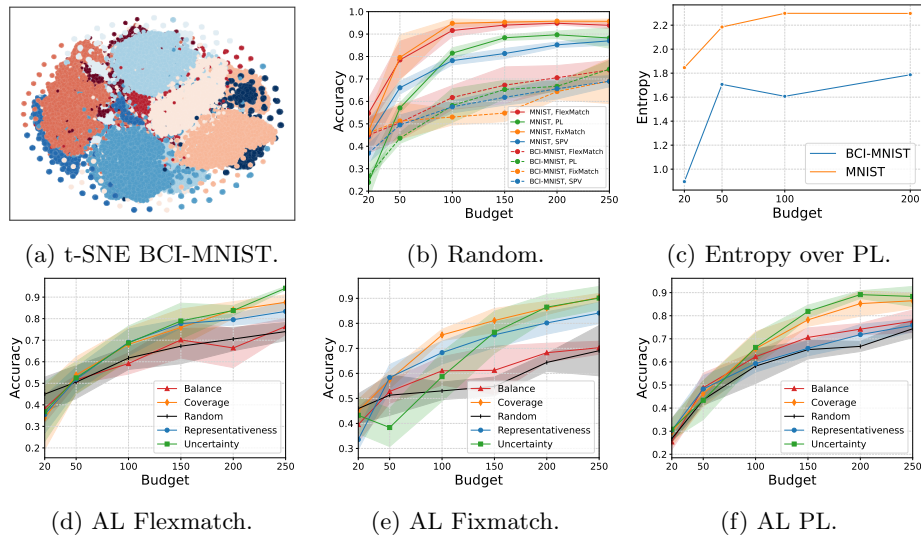 Accuracy
1.0
0.9
0.8
0.7
0.6
0.5
0.4
0.3
0.2
20 50 100 150 200 250
Budget
MNIST, FlexMatch
MNIST, PL
MNIST, FixMatch
MNIST, SPV
BCI-MNIST, FlexMatch
BCI-MNIST, PL
BCI-MNIST, FixMatch
BCI-MNIST, SPV
Entropy
2.2
2.0
1.8
1.6
1.4
1.2
1.0
20 50 100 200
Budget
BCI-MNIST
MNIST
(a) t-SNE BCI-MNIST.
(b) Random.
(c) Entropy over PL.
Accuracy
0.9
0.8
0.7
0.6
0.5
0.4
0.3
0.2
20 50 100 150 200 250
Budget
Balance
Coverage
Random
Representativeness
Uncertainty
Accuracy
0.9
0.8
0.7
0.6
0.5
0.4
0.3
20 50 100 150 200 250
Budget
Balance
Coverage
Random
Representativeness
Uncertainty
Accuracy
0.9
0.8
0.7
0.6
0.5
0.4
0.3
0.2
20 50 100 150 200 250
Budget
Balance
Coverage
Random
Representativeness
Uncertainty
(d) AL Flexmatch.
(e) AL Fixmatch.
(f) AL PL.